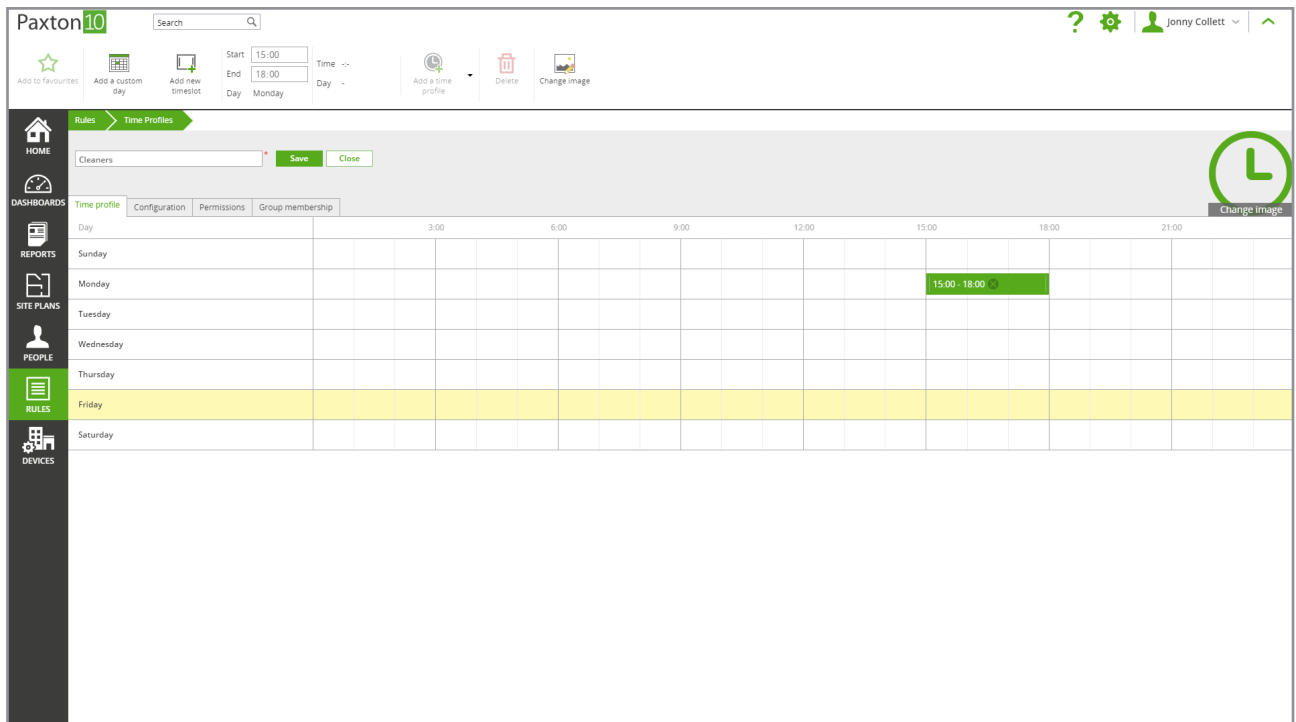 Paxton10
Search
Jonny Collett
Add to favourites
Add a custom day
Add new timeslot
Start 15:00
End 18:00
Day Monday
Time -:-
Day -
Add a time profile
Delete
Change image
Rules
Time Profiles
HOME
DASHBOARDS
REPORTS
SITE PLANS
PEOPLE
RULES
DEVICES
Cleaners *
Save
Close
Change image
Time profile
Configuration
Permissions
Group membership
Day 3:00 6:00 9:00 12:00 15:00 18:00 21:00
Sunday
Monday 15:00 - 18:00
Tuesday
Wednesday
Thursday
Friday
Saturday